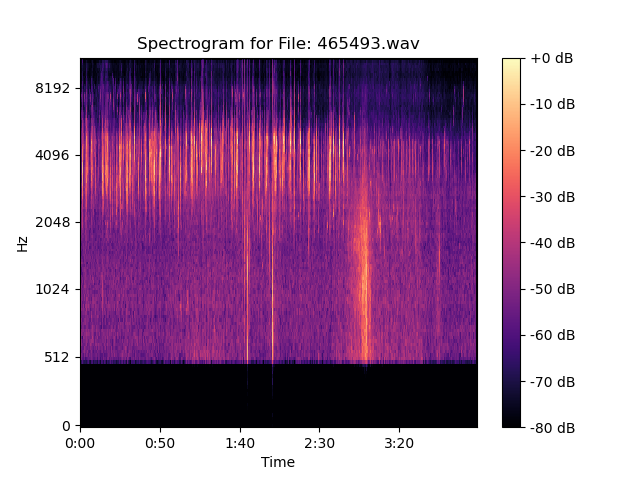 Spectrogram for File: 465493.wav
8192
4096
2048
1024
512
0
Hz
0:00
0:50
1:40
2:30
3:20
Time
+0 dB
-10 dB
-20 dB
-30 dB
-40 dB
-50 dB
-60 dB
-70 dB
-80 dB